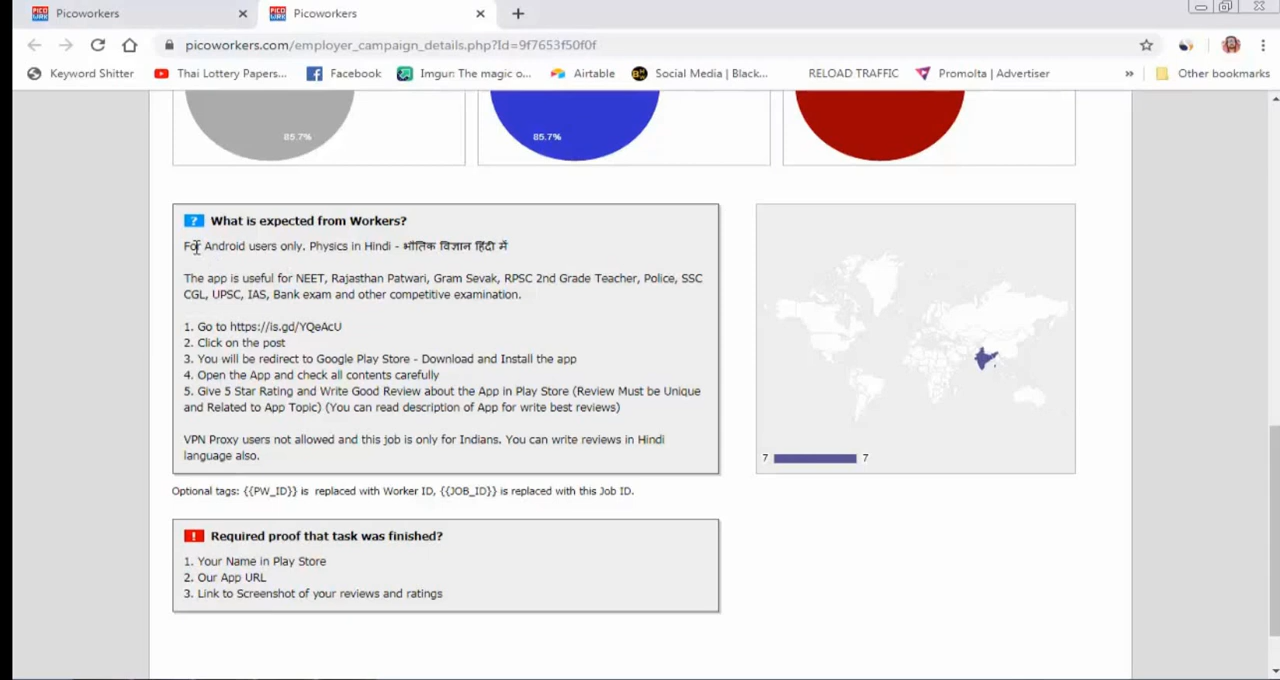 Picoworkers
Picoworkers
picoworkers.com/employer_campaign_details.php?Id=9f7653f50f0f
Keyword Shitter
Thai Lottery Papers...
Facebook
Imgur: The magic o...
Airtable
Social Media | Black...
RELOAD TRAFFIC
Promolta | Advertiser
»
Other bookmarks
85.7%
85.7%
? What is expected from Workers?
For Android users only. Physics in Hindi - भौतिक विज्ञान हिंदी में
The app is useful for NEET, Rajasthan Patwari, Gram Sevak, RPSC 2nd Grade Teacher, Police, SSC
CGL, UPSC, IAS, Bank exam and other competitive examination.
1. Go to https://is.gd/YQeAcU
2. Click on the post
3. You will be redirect to Google Play Store - Download and Install the app
4. Open the App and check all contents carefully
5. Give 5 Star Rating and Write Good Review about the App in Play Store (Review Must be Unique
and Related to App Topic) (You can read description of App for write best reviews)
VPN Proxy users not allowed and this job is only for Indians. You can write reviews in Hindi
language also.
7 7
Optional tags: {{PW_ID}} is replaced with Worker ID, {{JOB_ID}} is replaced with this Job ID.
! Required proof that task was finished?
1. Your Name in Play Store
2. Our App URL
3. Link to Screenshot of your reviews and ratings